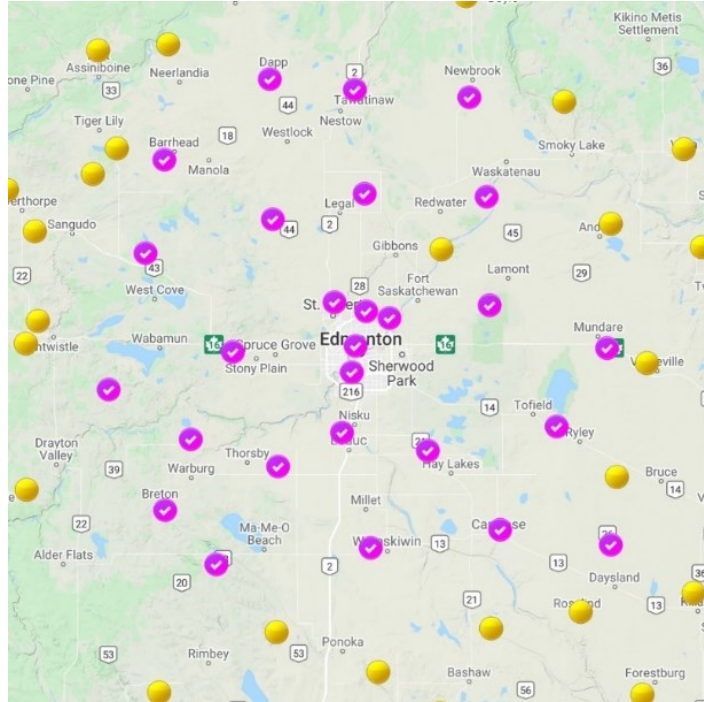 Kikino Metis
Settlement
Assiniboine
Neerlandia
Dapp
2
Newbrook
36
one Pine
33
44
Nestow
Tiger Lily
18
Westlock
Smoky Lake
Barrhead
Manola
Waskatenau
Legal
Redwater
Sangudo
44
2
45
And
Gibbons
43
22
28
Fort
Saskatchewan
Lamont
29
West Cove
St.
Wabamun
16
Spruce Grove
Edmonton
16
Mundare
Stony Plain
Sherwood
Park
216
14
Tofield
Nisku
Ryley
Drayton
Valley
39
Thorsby
Warburg
Hay Lakes
Bruce
14
Breton
Millet
22
Ma-Me-O
Beach
Alder Flats
13
13
20
2
Daysland
36
21
13
53
53
Ponoka
Rimbey
Bashaw
Forestburg
56